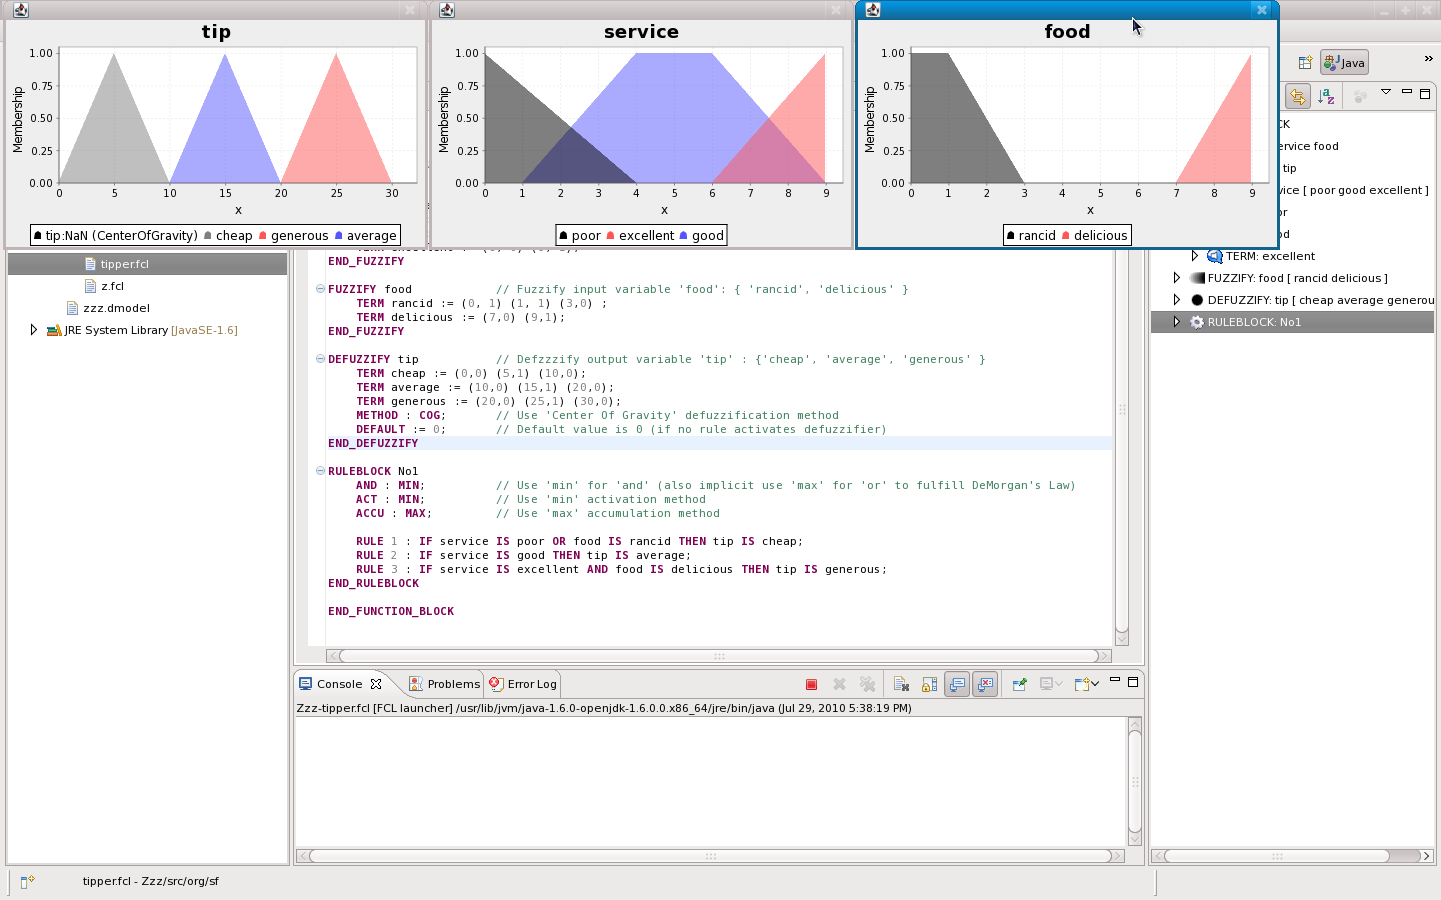 tip
1.00
0.75
0.50
0.25
0.00
Membership
0 5 10 15 20 25 30
x
tip:NaN (CenterOfGravity) cheap generous average
service
1.00
0.75
0.50
0.25
0.00
Membership
0 1 2 3 4 5 6 7 8 9
x
poor excellent good
food
1.00
0.75
0.50
0.25
0.00
Membership
0 1 2 3 4 5 6 7 8 9
x
rancid delicious
Java
»
CK
ervice food
tip
vice [ poor good excellent ]
or
od
TERM: excellent
FUZZIFY: food [ rancid delicious ]
DEFUZZIFY: tip [ cheap average generou
RULEBLOCK: No1
tipper.fcl
z.fcl
zzz.dmodel
JRE System Library [JavaSE-1.6]
END_FUZZIFY
FUZZIFY food // Fuzzify input variable 'food': { 'rancid', 'delicious' }
TERM rancid := (0, 1) (1, 1) (3,0) ;
TERM delicious := (7,0) (9,1);
END_FUZZIFY
DEFUZZIFY tip // Defzzzify output variable 'tip' : {'cheap', 'average', 'generous' }
TERM cheap := (0,0) (5,1) (10,0);
TERM average := (10,0) (15,1) (20,0);
TERM generous := (20,0) (25,1) (30,0);
METHOD : COG; // Use 'Center Of Gravity' defuzzification method
DEFAULT := 0; // Default value is 0 (if no rule activates defuzzifier)
END_DEFUZZIFY
RULEBLOCK No1
AND : MIN; // Use 'min' for 'and' (also implicit use 'max' for 'or' to fulfill DeMorgan's Law)
ACT : MIN; // Use 'min' activation method
ACCU : MAX; // Use 'max' accumulation method
RULE 1 : IF service IS poor OR food IS rancid THEN tip IS cheap;
RULE 2 : IF service IS good THEN tip IS average;
RULE 3 : IF service IS excellent AND food IS delicious THEN tip IS generous;
END_RULEBLOCK
END_FUNCTION_BLOCK
Console Problems Error Log
Zzz-tipper.fcl [FCL launcher] /usr/lib/jvm/java-1.6.0-openjdk-1.6.0.0.x86_64/jre/bin/java (Jul 29, 2010 5:38:19 PM)
tipper.fcl - Zzz/src/org/sf